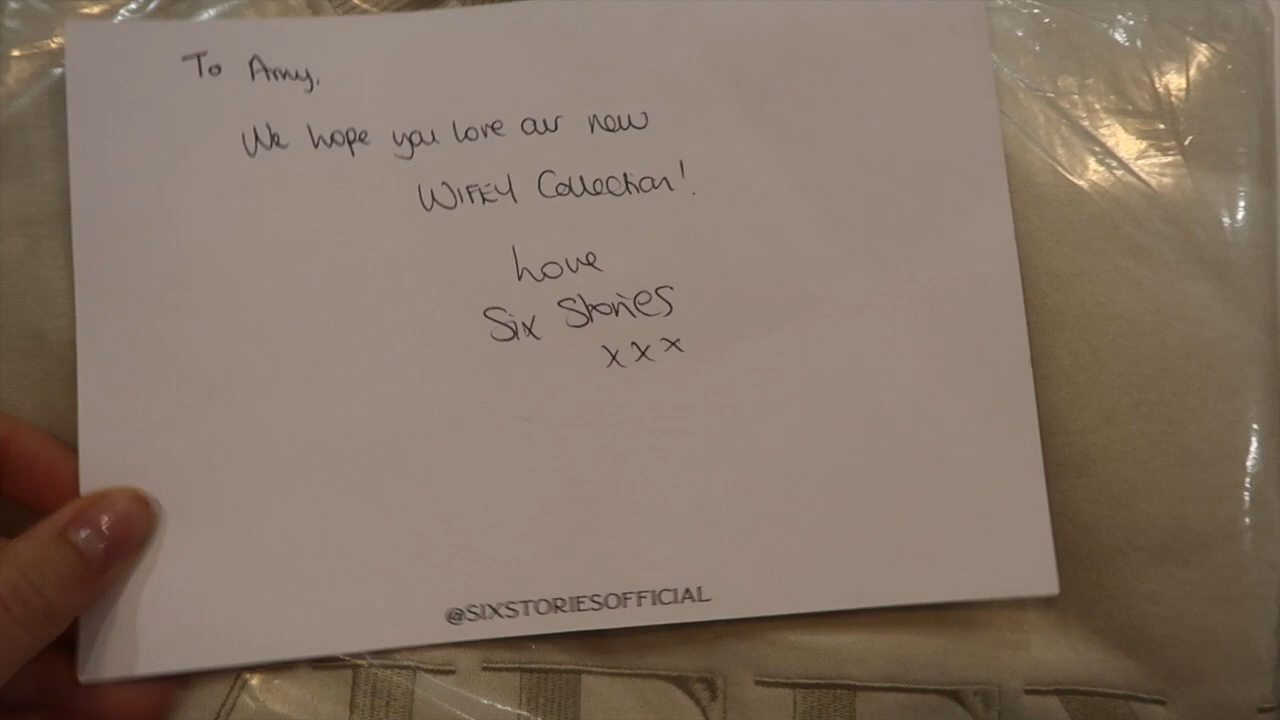 To Amy,
We hope you love our new
WIFEY Collection!
Love
Six Stories
xxx
@SIXSTORIESOFFICIAL